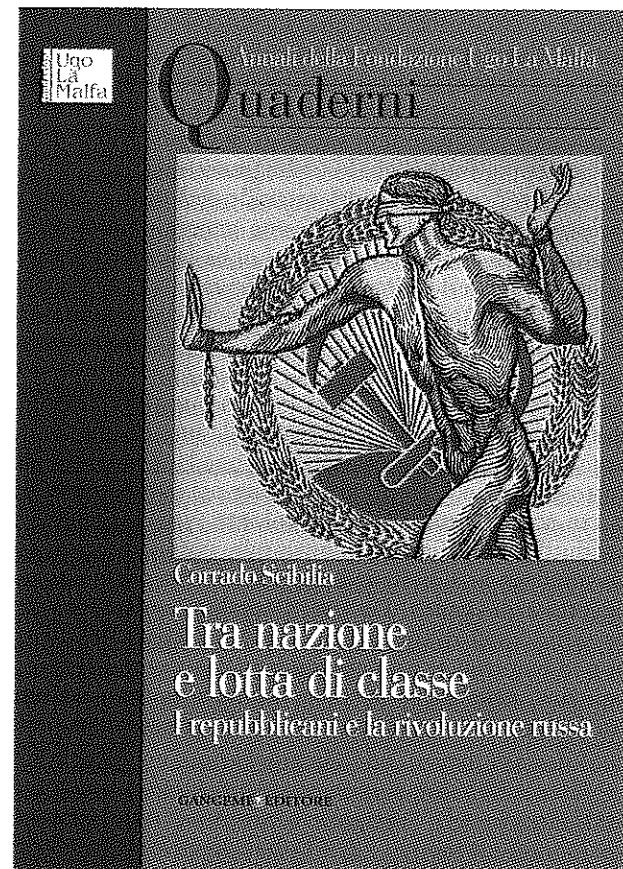 Ugo
La
Malfa
Annali della Fondazione Ugo La Malfa
Quaderni
Corrado Scibilia
Tra nazione
e lotta di classe
I repubblicani e la rivoluzione russa
GANGEMI EDITORE